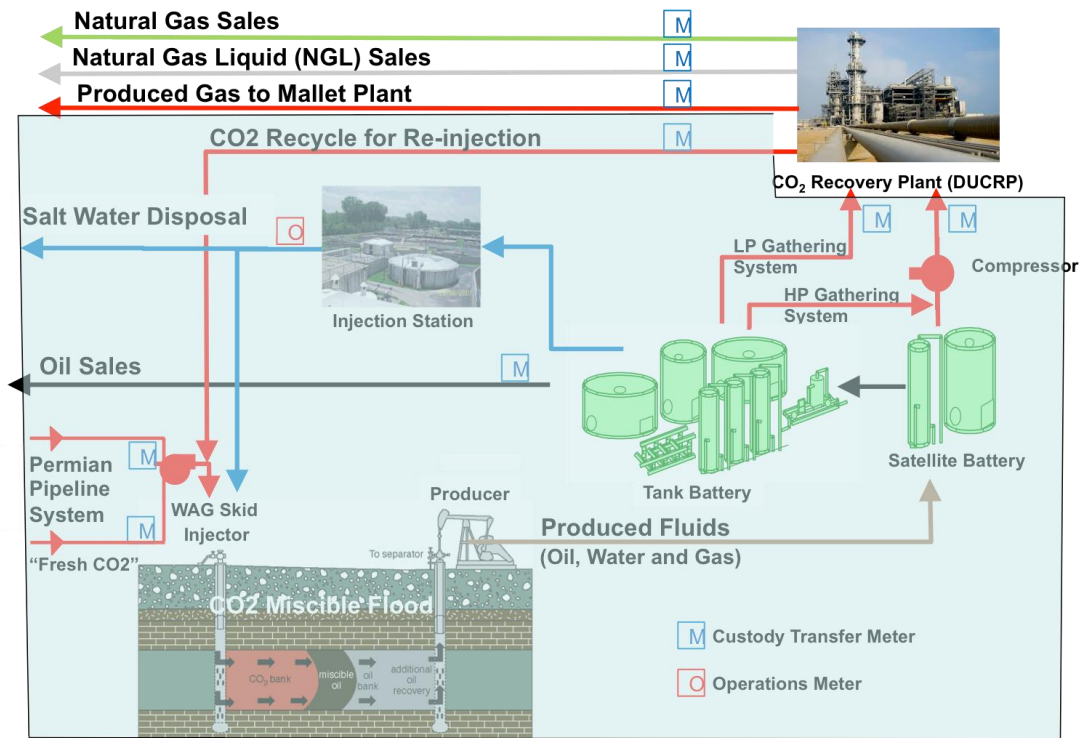 Natural Gas Sales
M
Natural Gas Liquid (NGL) Sales
M
Produced Gas to Mallet Plant
M
CO2 Recycle for Re-injection
M
CO₂ Recovery Plant (DUCRP)
Salt Water Disposal
O
M
M
LP Gathering
System
Compressor
HP Gathering
System
Injection Station
Oil Sales
M
Permian
Pipeline
System
M
M
"Fresh CO2"
WAG Skid
Injector
Tank Battery
Satellite Battery
Producer
To separator
Produced Fluids
(Oil, Water and Gas)
CO2 Miscible Flood
CO₂ bank
miscible
oil
oil
bank
additional
oil
recovery
M Custody Transfer Meter
O Operations Meter